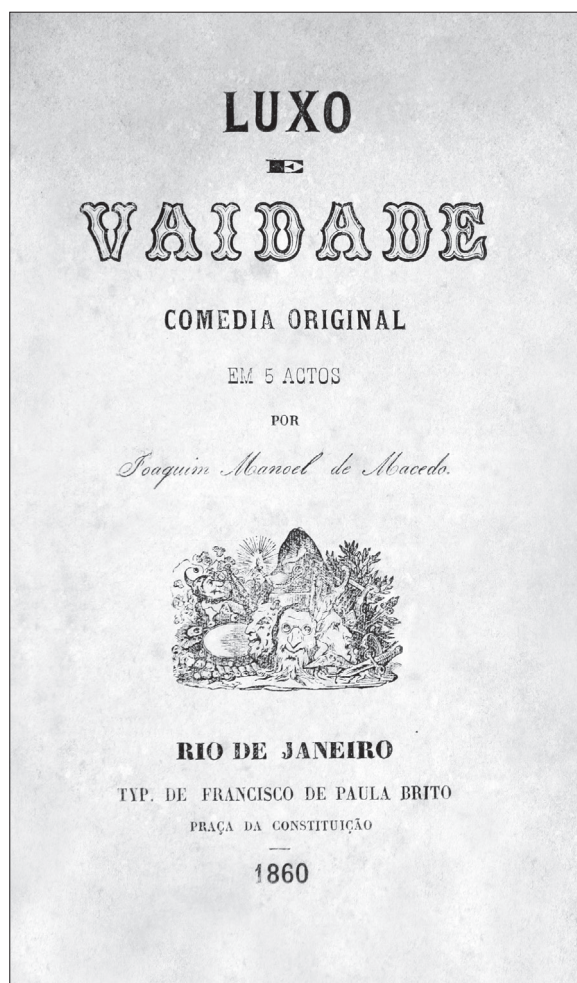 LUXO
E
VAIDADE
COMEDIA ORIGINAL
EM 5 ACTOS
POR
Joaquim Manoel de Macedo.
RIO DE JANEIRO
TYP. DE FRANCISCO DE PAULA BRITO
PRAÇA DA CONSTITUIÇÃO
1860